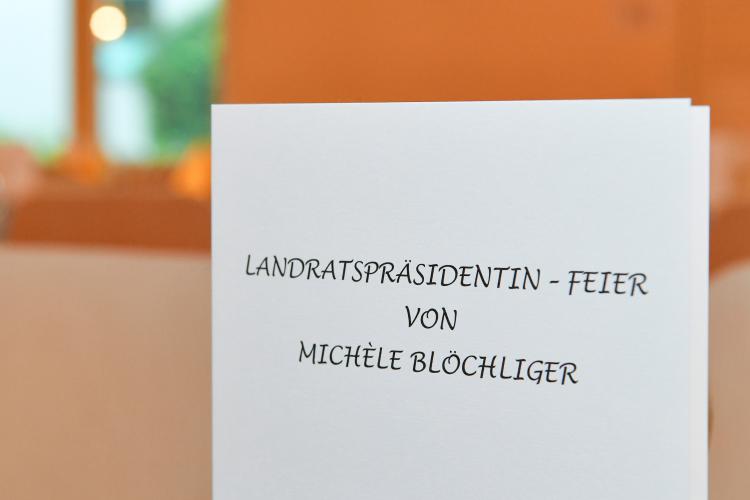 LANDRATSPRÄSIDENTIN - FEIER
VON
MICHÈLE BLÖCHLIGER